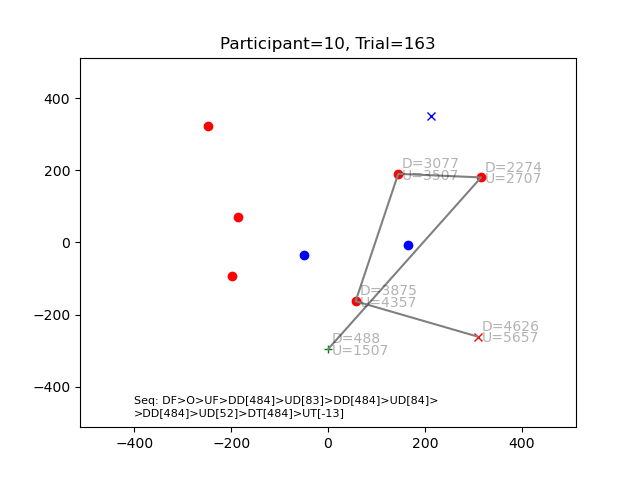 Participant=10, Trial=163
400
200
0
−200
−400
D=3077
U=3507
D=2274
U=2707
D=3875
U=4357
D=4626
U=5657
D=488
U=1507
Seq: DF>O>UF>DD[484]>UD[83]>DD[484]>UD[84]>
>DD[484]>UD[52]>DT[484]>UT[-13]
−400
−200
0
200
400